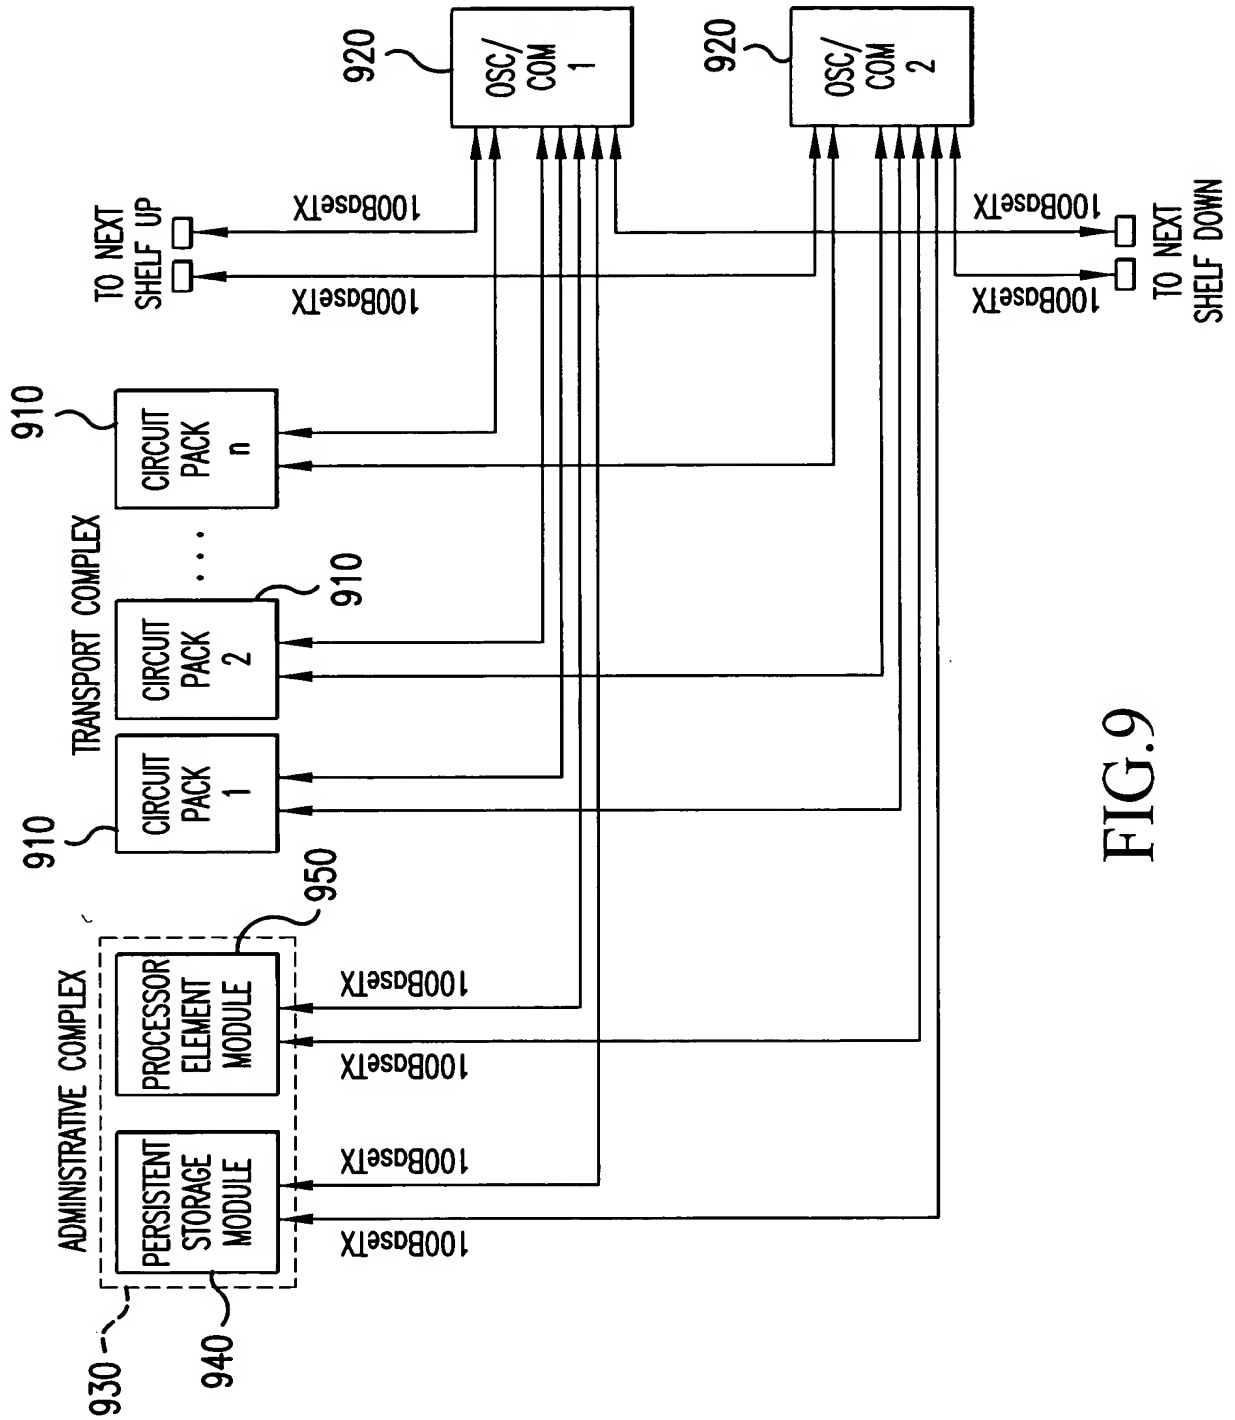 930
ADMINISTRATIVE COMPLEX
940
PERSISTENT
STORAGE
MODULE
PROCESSOR
ELEMENT
MODULE
950
100BaseTX
100BaseTX
100BaseTX
100BaseTX
TRANSPORT COMPLEX
910
CIRCUIT
PACK
1
CIRCUIT
PACK
2
910
...
910
CIRCUIT
PACK
n
TO NEXT
SHELF UP
100BaseTX
100BaseTX
920
OSC/
COM
1
920
OSC/
COM
2
100BaseTX
100BaseTX
TO NEXT
SHELF DOWN
FIG.9